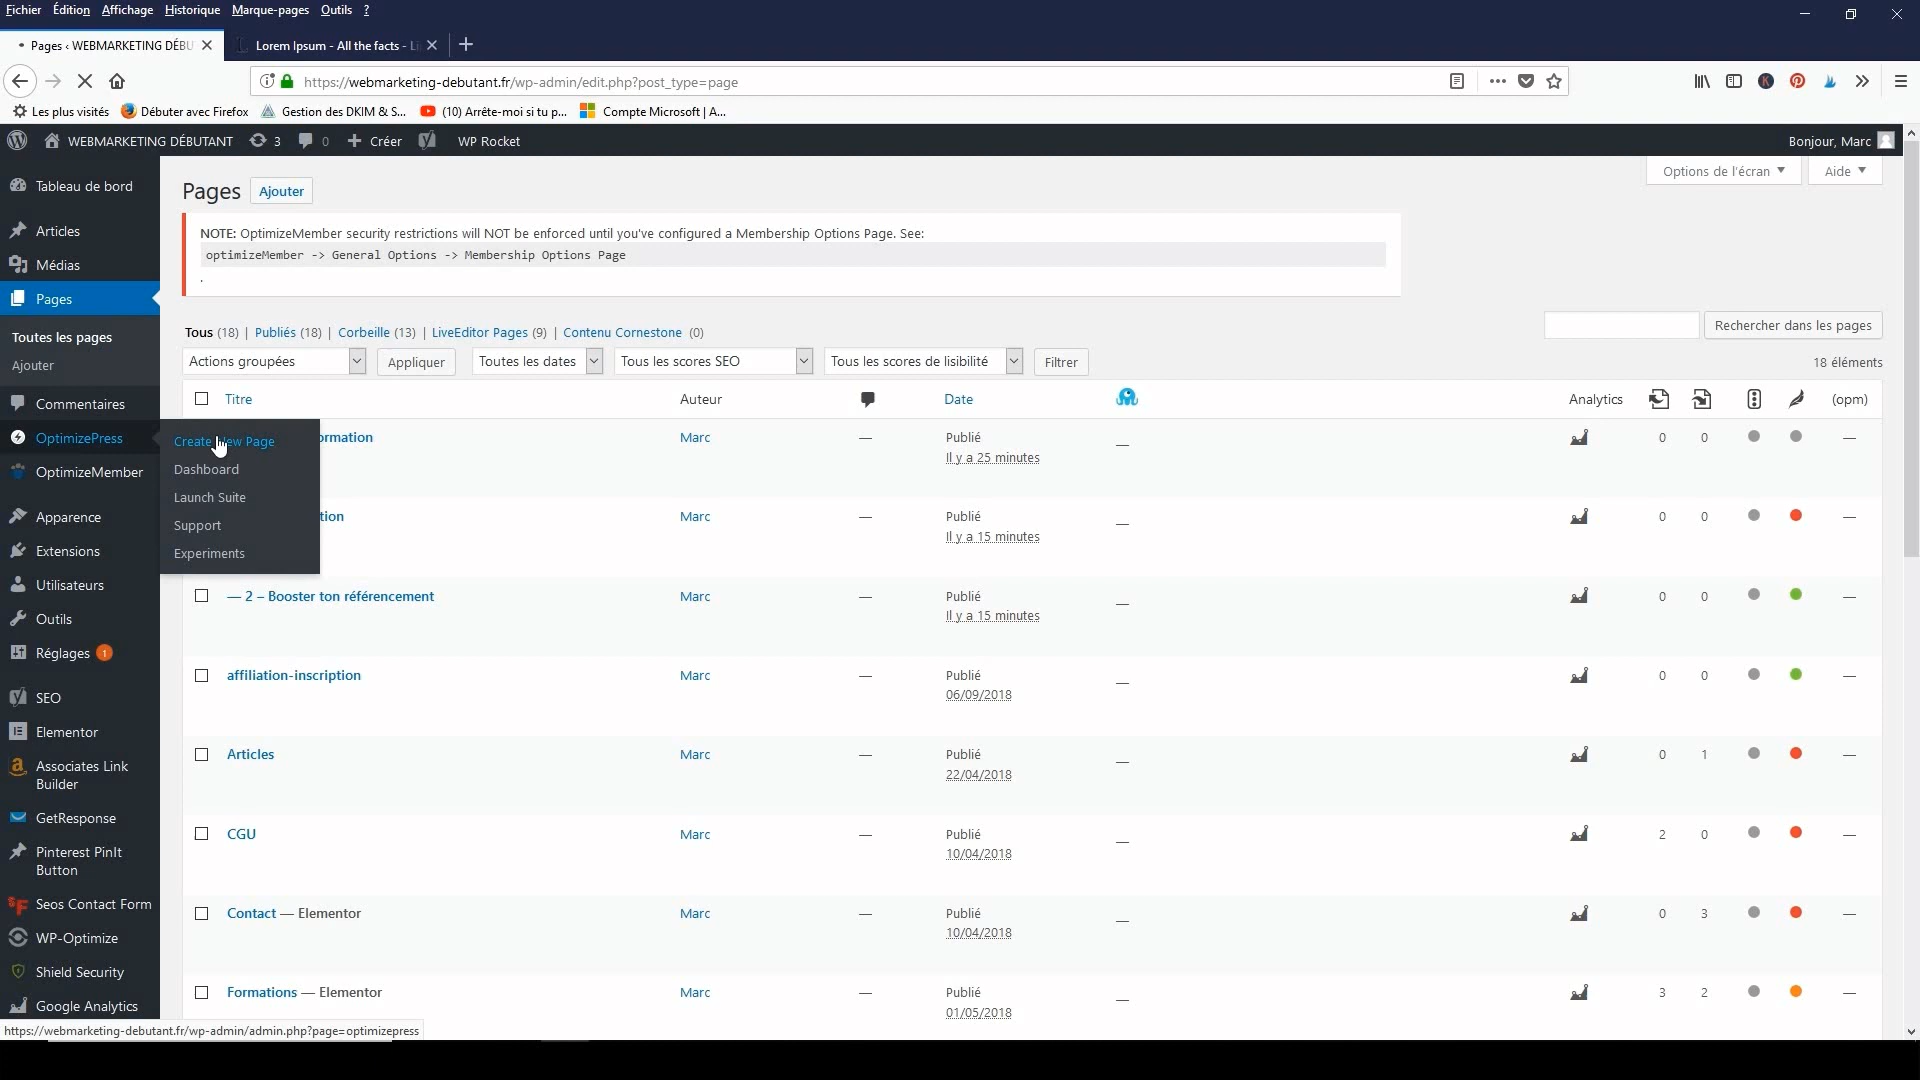 Fichier Édition Affichage Historique Marque-pages Outils ?
Pages ‹ WEBMARKETING DÉBU
Lorem Ipsum - All the facts - Li
https://webmarketing-debutant.fr/wp-admin/edit.php?post_type=page
Les plus visités Débuter avec Firefox Gestion des DKIM & S... (10) Arrête-moi si tu p... Compte Microsoft | A...
WEBMARKETING DÉBUTANT 3 0 Créer WP Rocket Bonjour, Marc
Options de l'écran Aide
Tableau de bord
Articles
Médias
Pages
Toutes les pages
Ajouter
Commentaires
OptimizePress
OptimizeMember
Apparence
Extensions
Utilisateurs
Outils
Réglages 1
SEO
Elementor
Associates Link
Builder
GetResponse
Pinterest PinIt
Button
Seos Contact Form
WP-Optimize
Shield Security
Google Analytics
Create New Page
Dashboard
Launch Suite
Support
Experiments
Pages Ajouter
NOTE: OptimizeMember security restrictions will NOT be enforced until you've configured a Membership Options Page. See:
optimizeMember -> General Options -> Membership Options Page
.
Tous (18) | Publiés (18) | Corbeille (13) | LiveEditor Pages (9) | Contenu Cornestone (0)
Rechercher dans les pages
Actions groupées Appliquer Toutes les dates Tous les scores SEO Tous les scores de lisibilité Filtrer 18 éléments
Titre Auteur Date Analytics (opm)
ormation Marc — Publié — 0 0 —
Il y a 25 minutes
tion Marc — Publié — 0 0 —
Il y a 15 minutes
— 2 – Booster ton référencement Marc — Publié — 0 0 —
Il y a 15 minutes
affiliation-inscription Marc — Publié — 0 0 —
06/09/2018
Articles Marc — Publié — 0 1 —
22/04/2018
CGU Marc — Publié — 2 0 —
10/04/2018
Contact — Elementor Marc — Publié — 0 3 —
10/04/2018
Formations — Elementor Marc — Publié — 3 2 —
01/05/2018
https://webmarketing-debutant.fr/wp-admin/admin.php?page=optimizepress